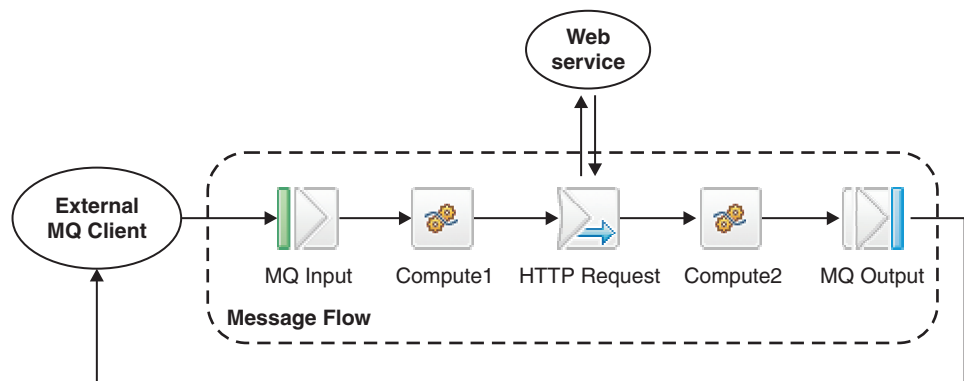 Web
service
External
MQ Client
MQ Input
Compute1
HTTP Request
Compute2
MQ Output
Message Flow